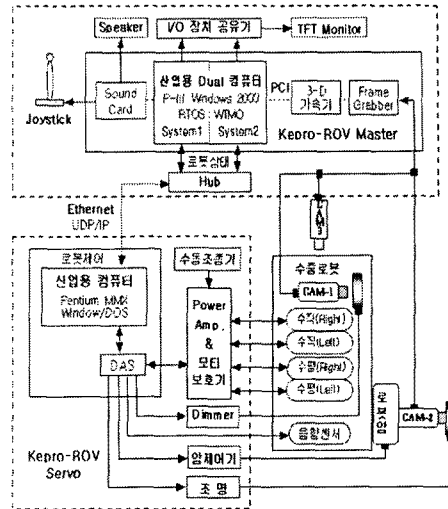 Speaker
I/O 장치 공유기
TFT Monitor
Joystick
Sound Card
산업용 Dual 컴퓨터
P-III Windows 2000
RTOS : WTMO
System1 System2
PCI
3-D 가속기
Frame Grabber
Kepro-ROV Master
로봇상태
Hub
Ethernet
UDP/IP
CAM-3
로봇제어
산업용 컴퓨터
Pentium MMX
Window/DOS
수동조종기
Power Amp. & 모터 보호기
수중로봇
CAM-1
수직(Right)
수직(Left)
수평(Right)
수평(Left)
DAS
Dimmer
음향센서
로봇암
CAM-2
Kepro-ROV Servo
암제어기
조 명